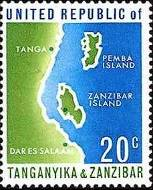 UNITED REPUBLIC of
TANGA
PEMBA
ISLAND
ZANZIBAR
ISLAND
DAR ES SALAAM
20C
TANGANYIKA & ZANZIBAR